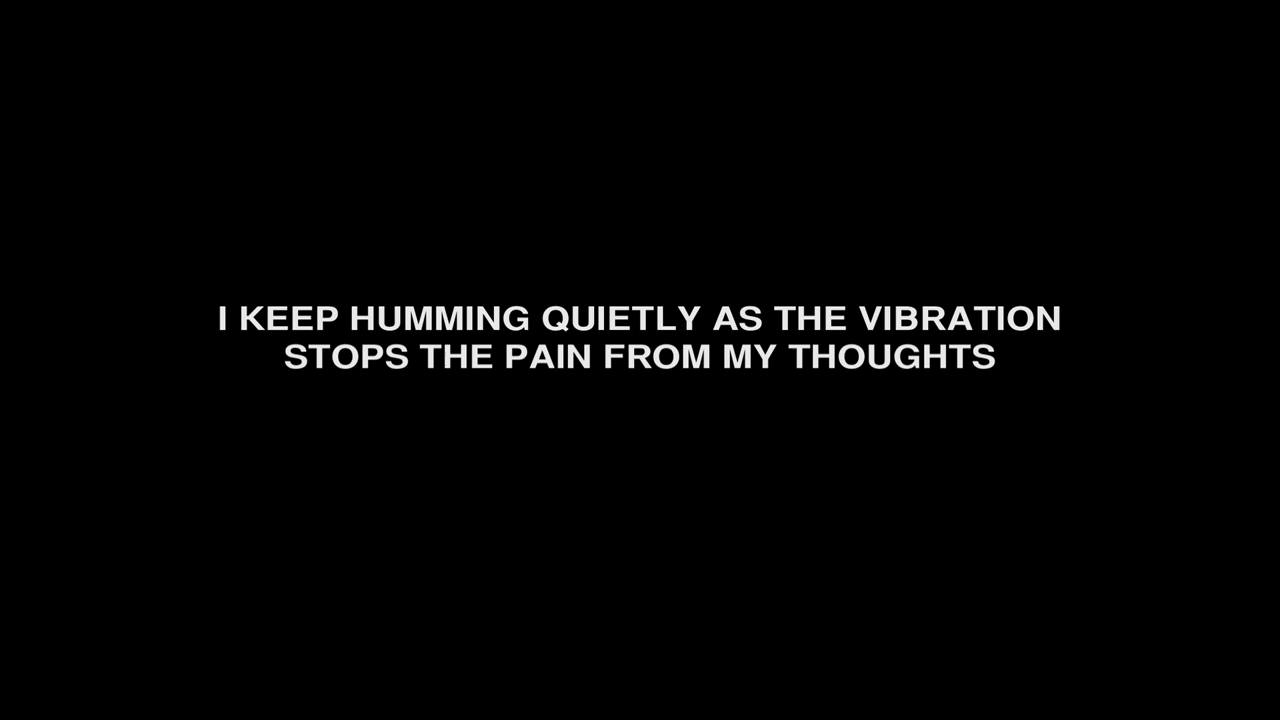 I KEEP HUMMING QUIETLY AS THE VIBRATION
STOPS THE PAIN FROM MY THOUGHTS